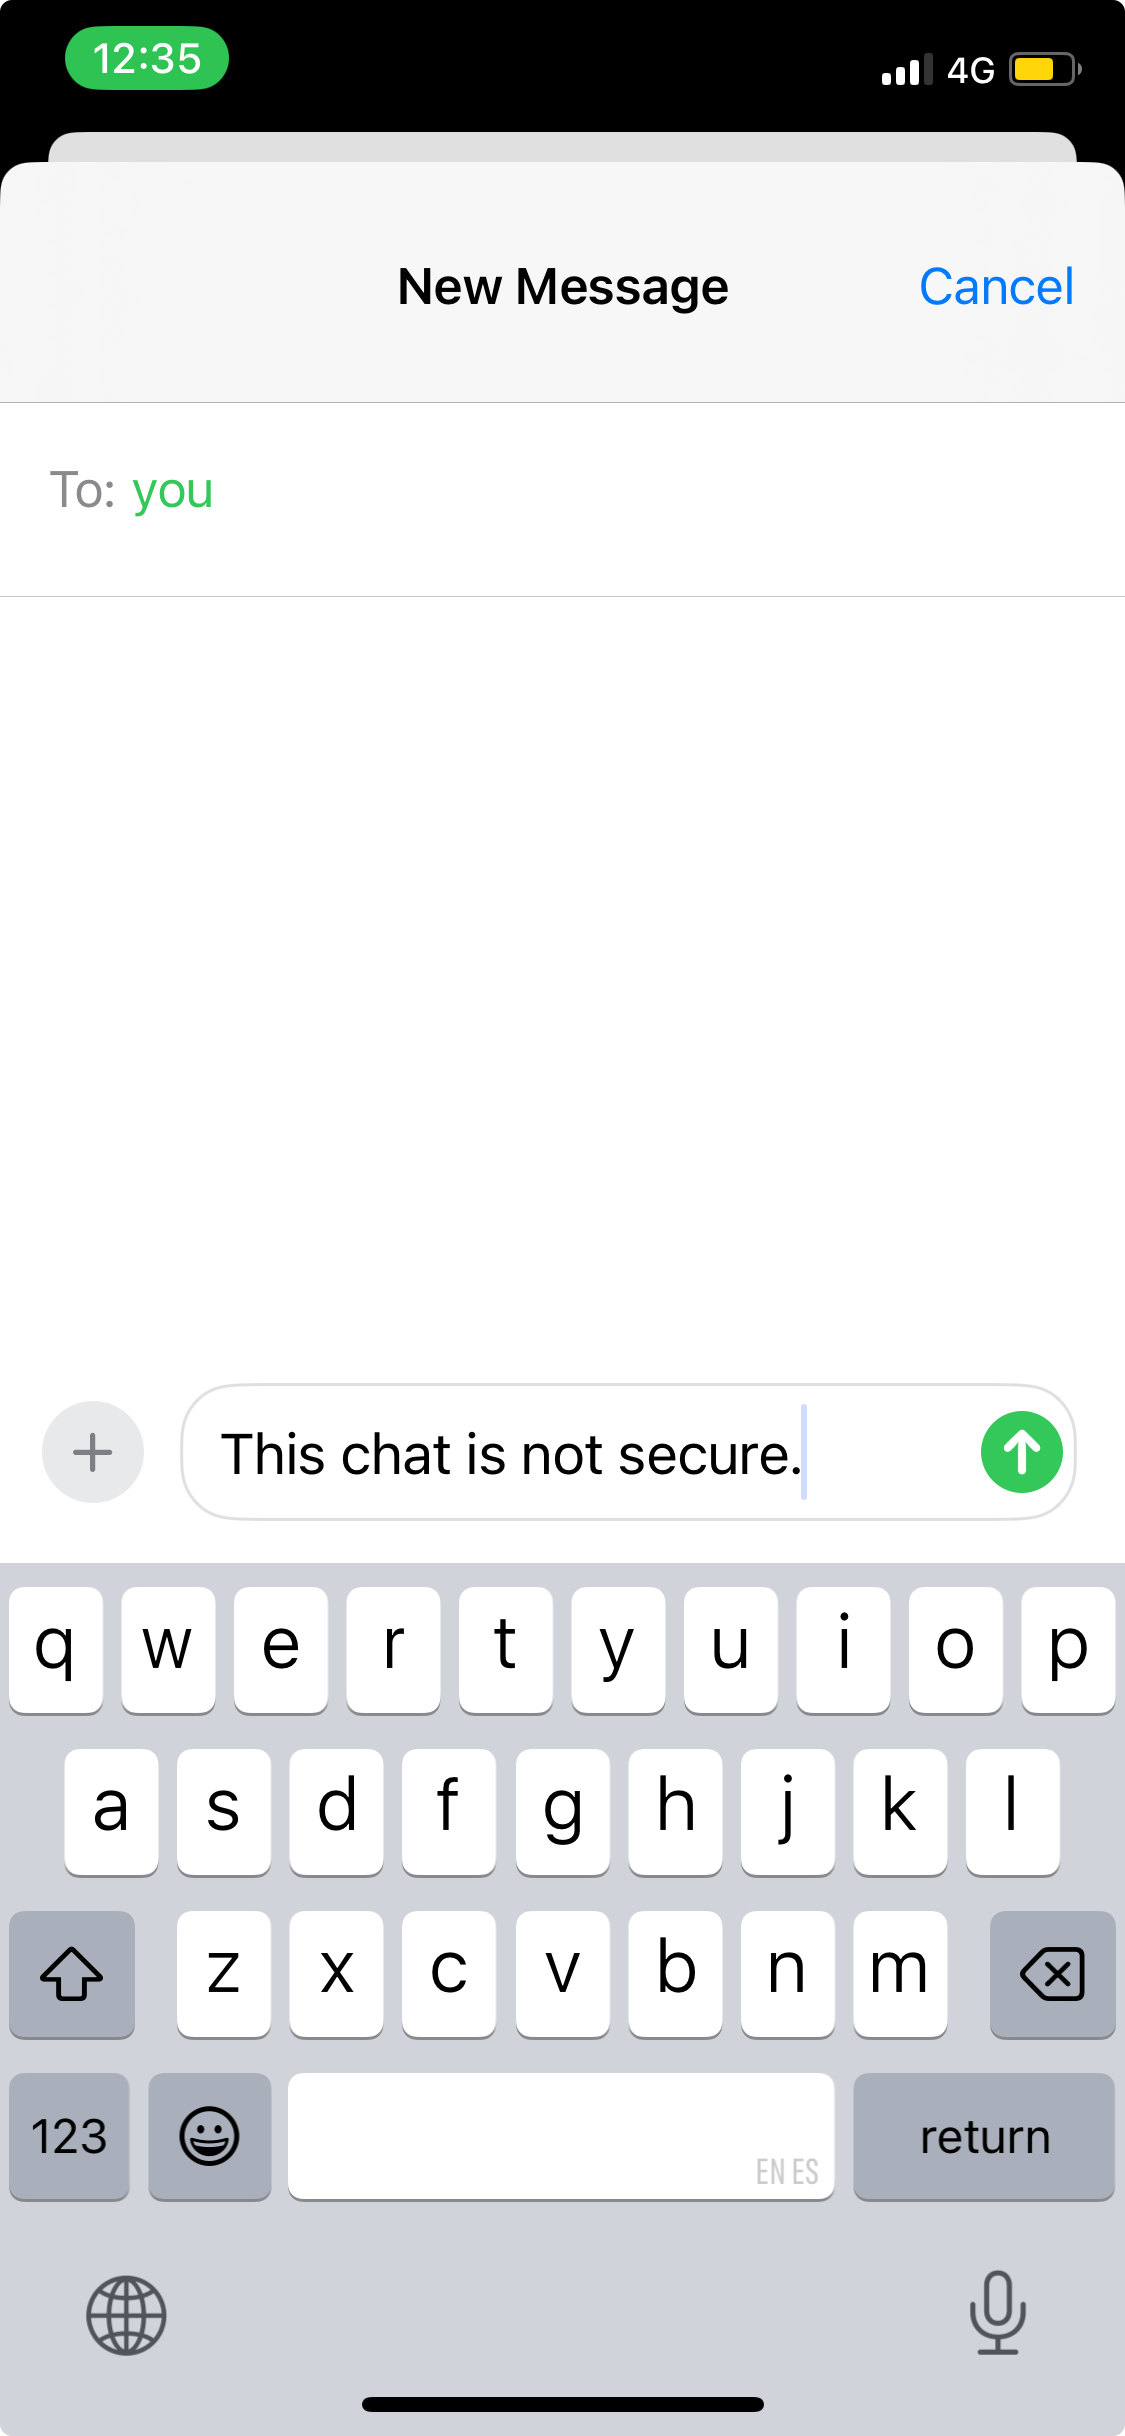 12:35 4G
New Message Cancel
To: you
This chat is not secure.
q w e r t y u i o p
a s d f g h j k l
z x c v b n m
123 EN ES return